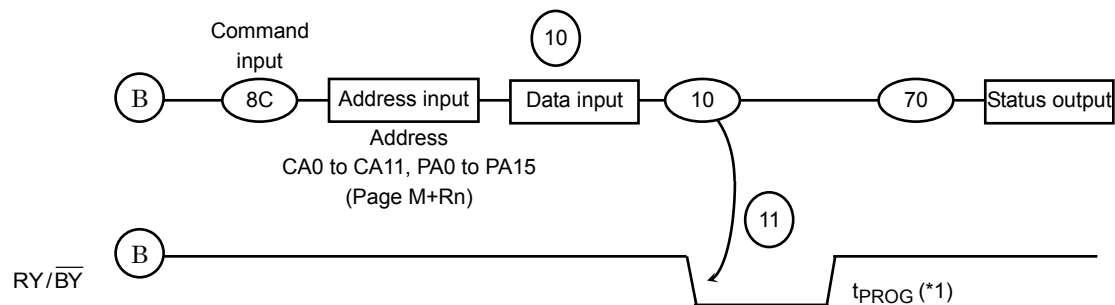 Command
input
10
B 8C Address input Data input 10 70 Status output
Address
CA0 to CA11, PA0 to PA15
(Page M+Rn)
11
B
RY/BY
tPROG (*1)